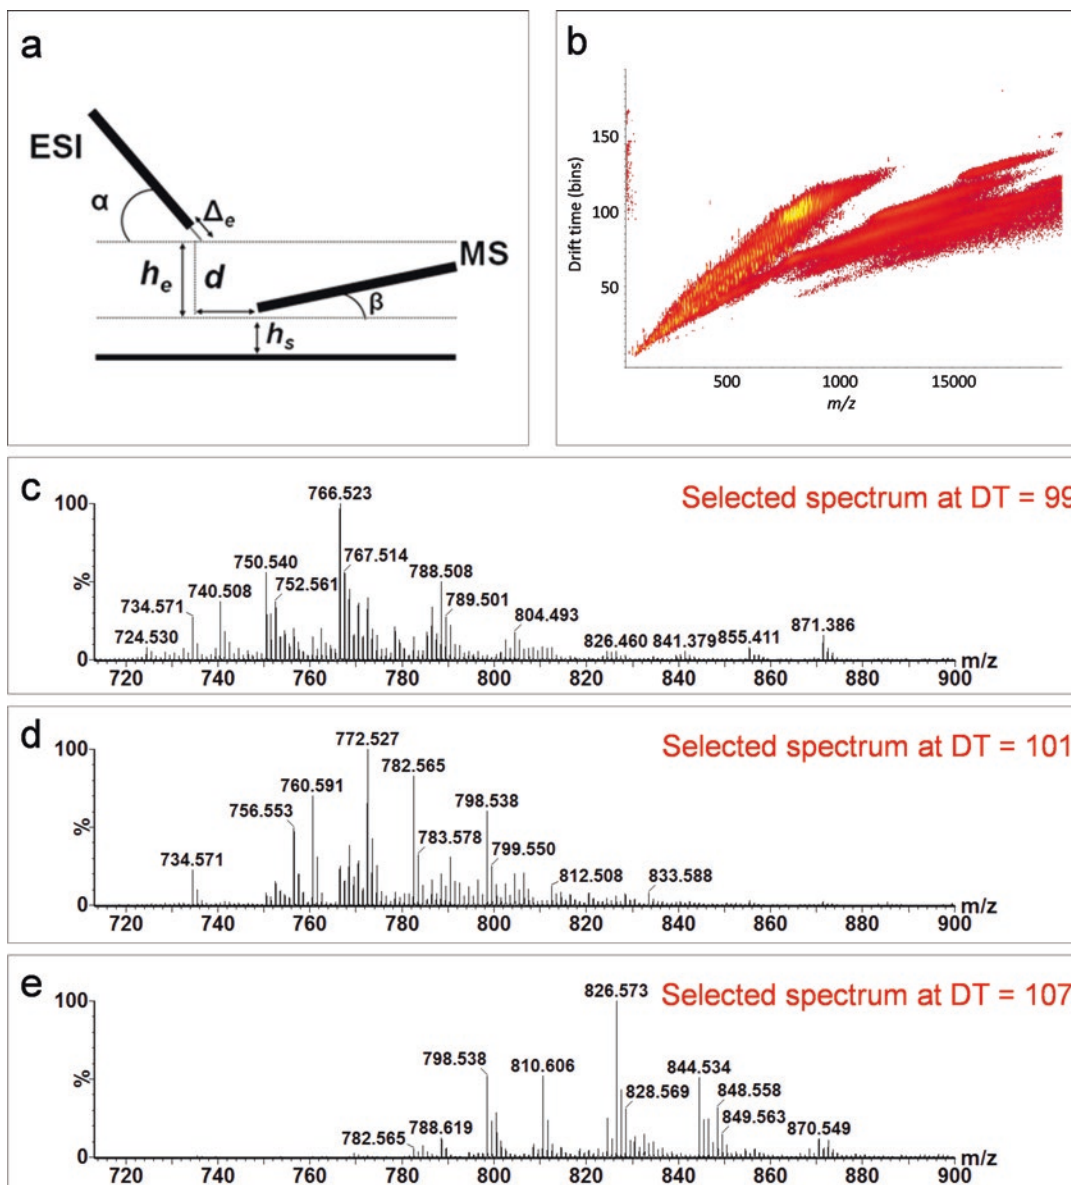 a
ESI
α
Δe
he
d
MS
β
hs
b
Drift time (bins)
150
100
50
500 1000 15000
m/z
c
Selected spectrum at DT = 99
100
%
0
766.523
767.514
750.540
752.561
740.508
734.571
724.530
788.508
789.501
804.493
826.460
841.379
855.411
871.386
720 740 760 780 800 820 840 860 880 900
m/z
d
Selected spectrum at DT = 101
100
%
0
772.527
782.565
760.591
756.553
783.578
798.538
799.550
734.571
812.508
833.588
720 740 760 780 800 820 840 860 880 900
m/z
e
Selected spectrum at DT = 107
100
%
0
826.573
798.538
810.606
828.569
844.534
848.558
849.563
782.565
788.619
870.549
720 740 760 780 800 820 840 860 880 900
m/z